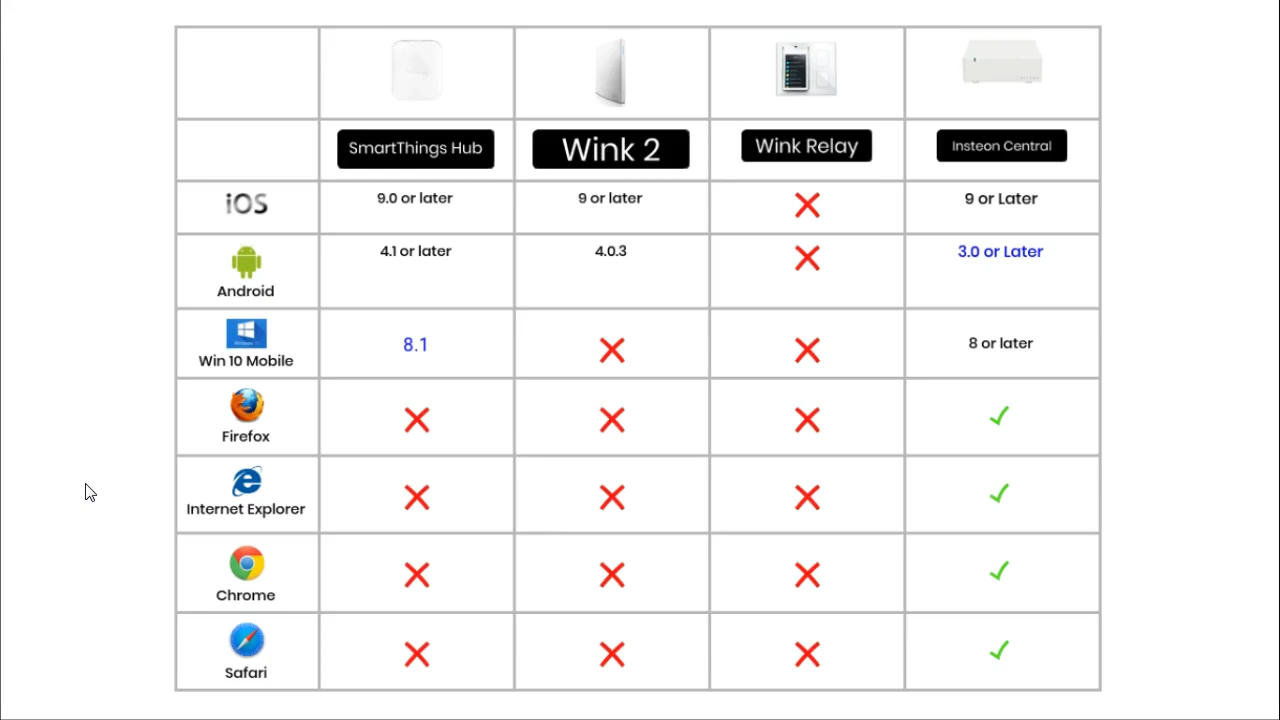 SmartThings Hub
Wink 2
Wink Relay
Insteon Central
iOS
9.0 or later
9 or later
9 or Later
Android
4.1 or later
4.0.3
3.0 or Later
Win 10 Mobile
8.1
8 or later
Firefox
Internet Explorer
Chrome
Safari